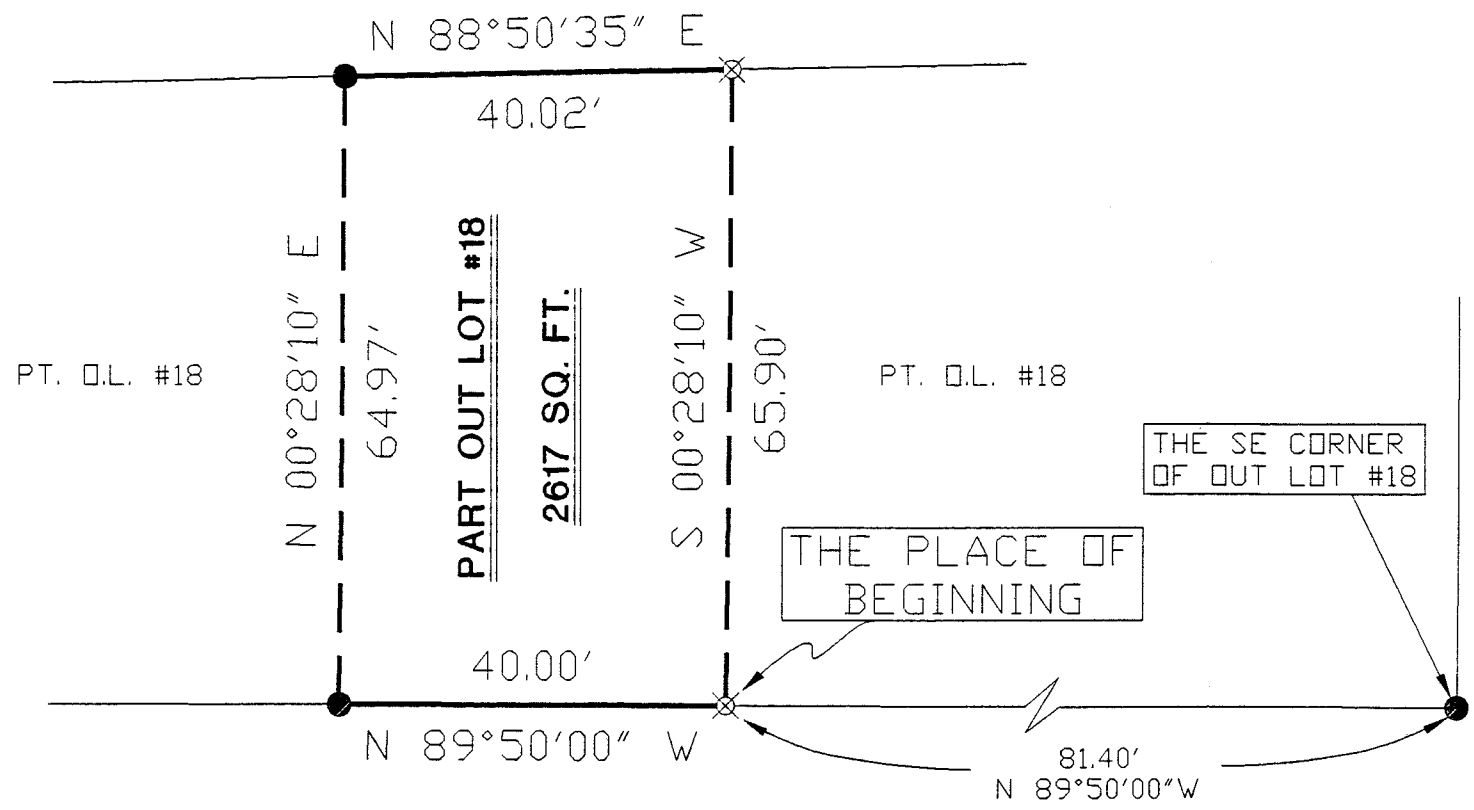 N 88°50'35" E
40.02'
N 00°28'10" E
64.97'
PART OUT LOT #18
2617 SQ. FT.
S 00°28'10" W
65.90'
PT. O.L. #18
PT. O.L. #18
THE SE CORNER
OF OUT LOT #18
THE PLACE OF
BEGINNING
40.00'
N 89°50'00" W
81.40'
N 89°50'00"W